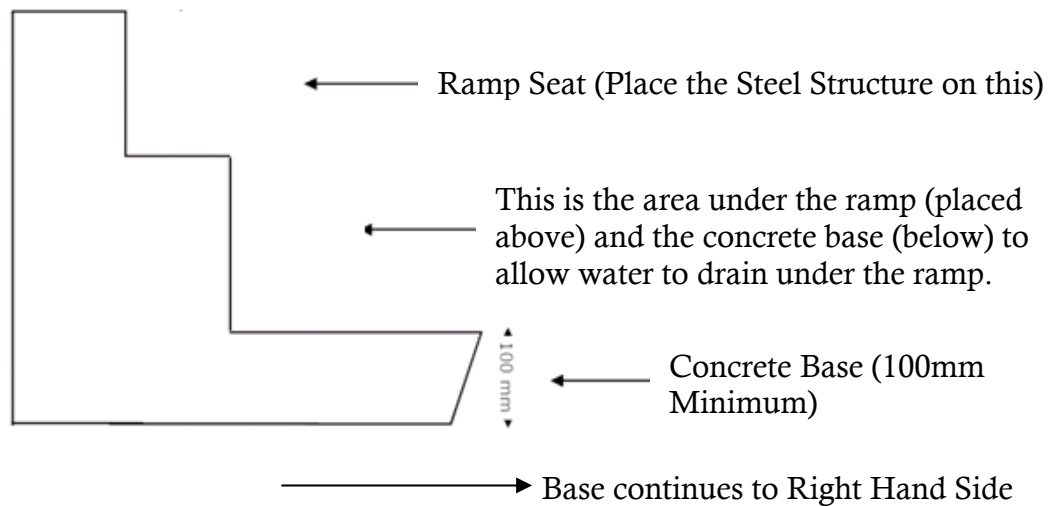 Ramp Seat (Place the Steel Structure on this)
This is the area under the ramp (placed
above) and the concrete base (below) to
allow water to drain under the ramp.
100 mm
Concrete Base (100mm
Minimum)
Base continues to Right Hand Side